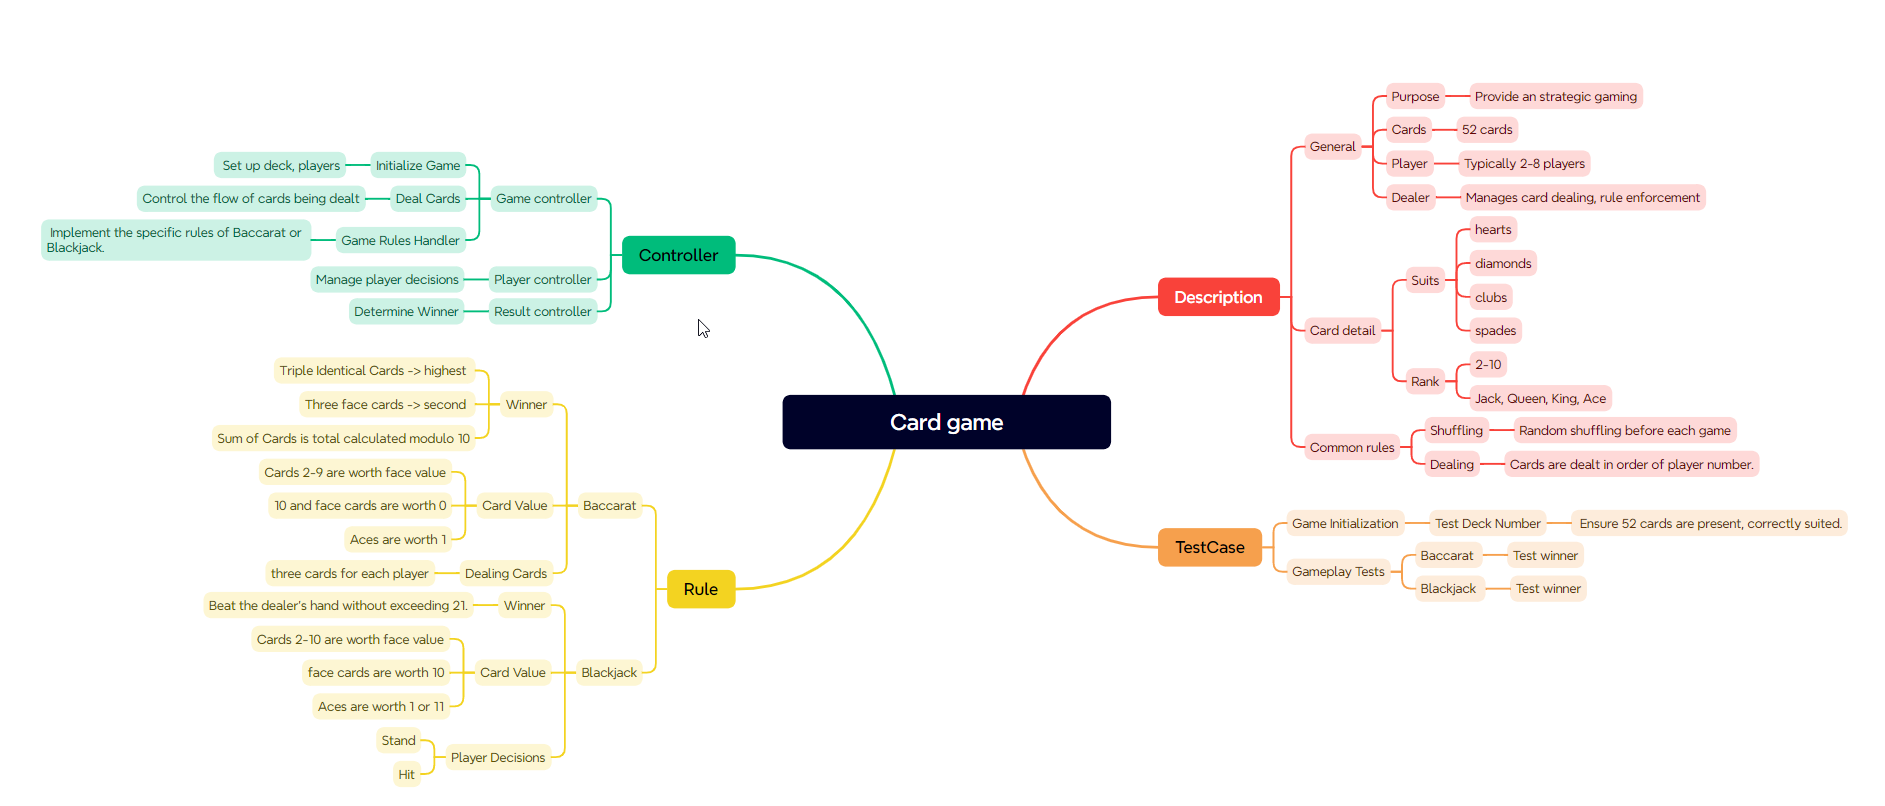 Card game
Controller
Game controller
Initialize Game
Set up deck, players
Deal Cards
Control the flow of cards being dealt
Game Rules Handler
Implement the specific rules of Baccarat or
Blackjack.
Player controller
Manage player decisions
Result controller
Determine Winner
Rule
Baccarat
Winner
Triple Identical Cards -> highest
Three face cards -> second
Sum of Cards is total calculated modulo 10
Card Value
Cards 2-9 are worth face value
10 and face cards are worth 0
Aces are worth 1
Dealing Cards
three cards for each player
Blackjack
Winner
Beat the dealer's hand without exceeding 21.
Card Value
Cards 2-10 are worth face value
face cards are worth 10
Aces are worth 1 or 11
Player Decisions
Stand
Hit
Description
General
Purpose
Provide an strategic gaming
Cards
52 cards
Player
Typically 2-8 players
Dealer
Manages card dealing, rule enforcement
Card detail
Suits
hearts
diamonds
clubs
spades
Rank
2-10
Jack, Queen, King, Ace
Common rules
Shuffling
Random shuffling before each game
Dealing
Cards are dealt in order of player number.
TestCase
Game Initialization
Test Deck Number
Ensure 52 cards are present, correctly suited.
Gameplay Tests
Baccarat
Test winner
Blackjack
Test winner